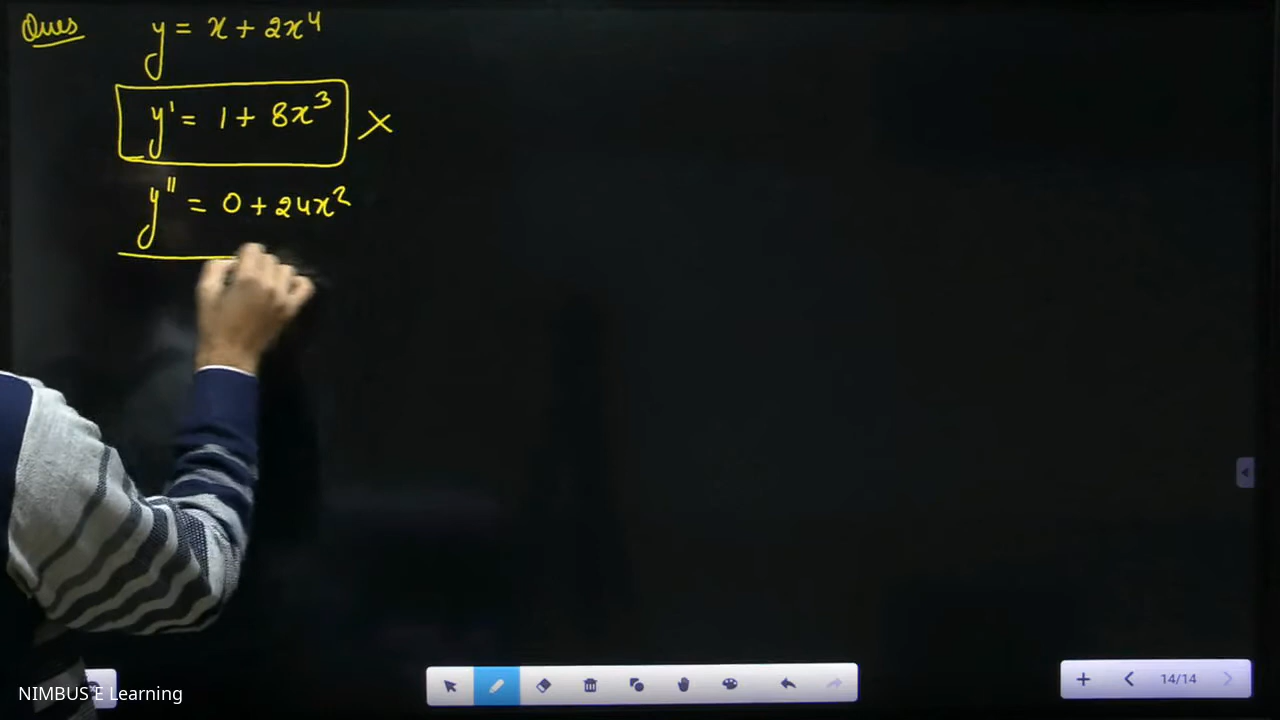 Ques y = x + 2x⁴
y' = 1 + 8x³ ×
y'' = 0 + 24x²
14/14
NIMBUS E Learning